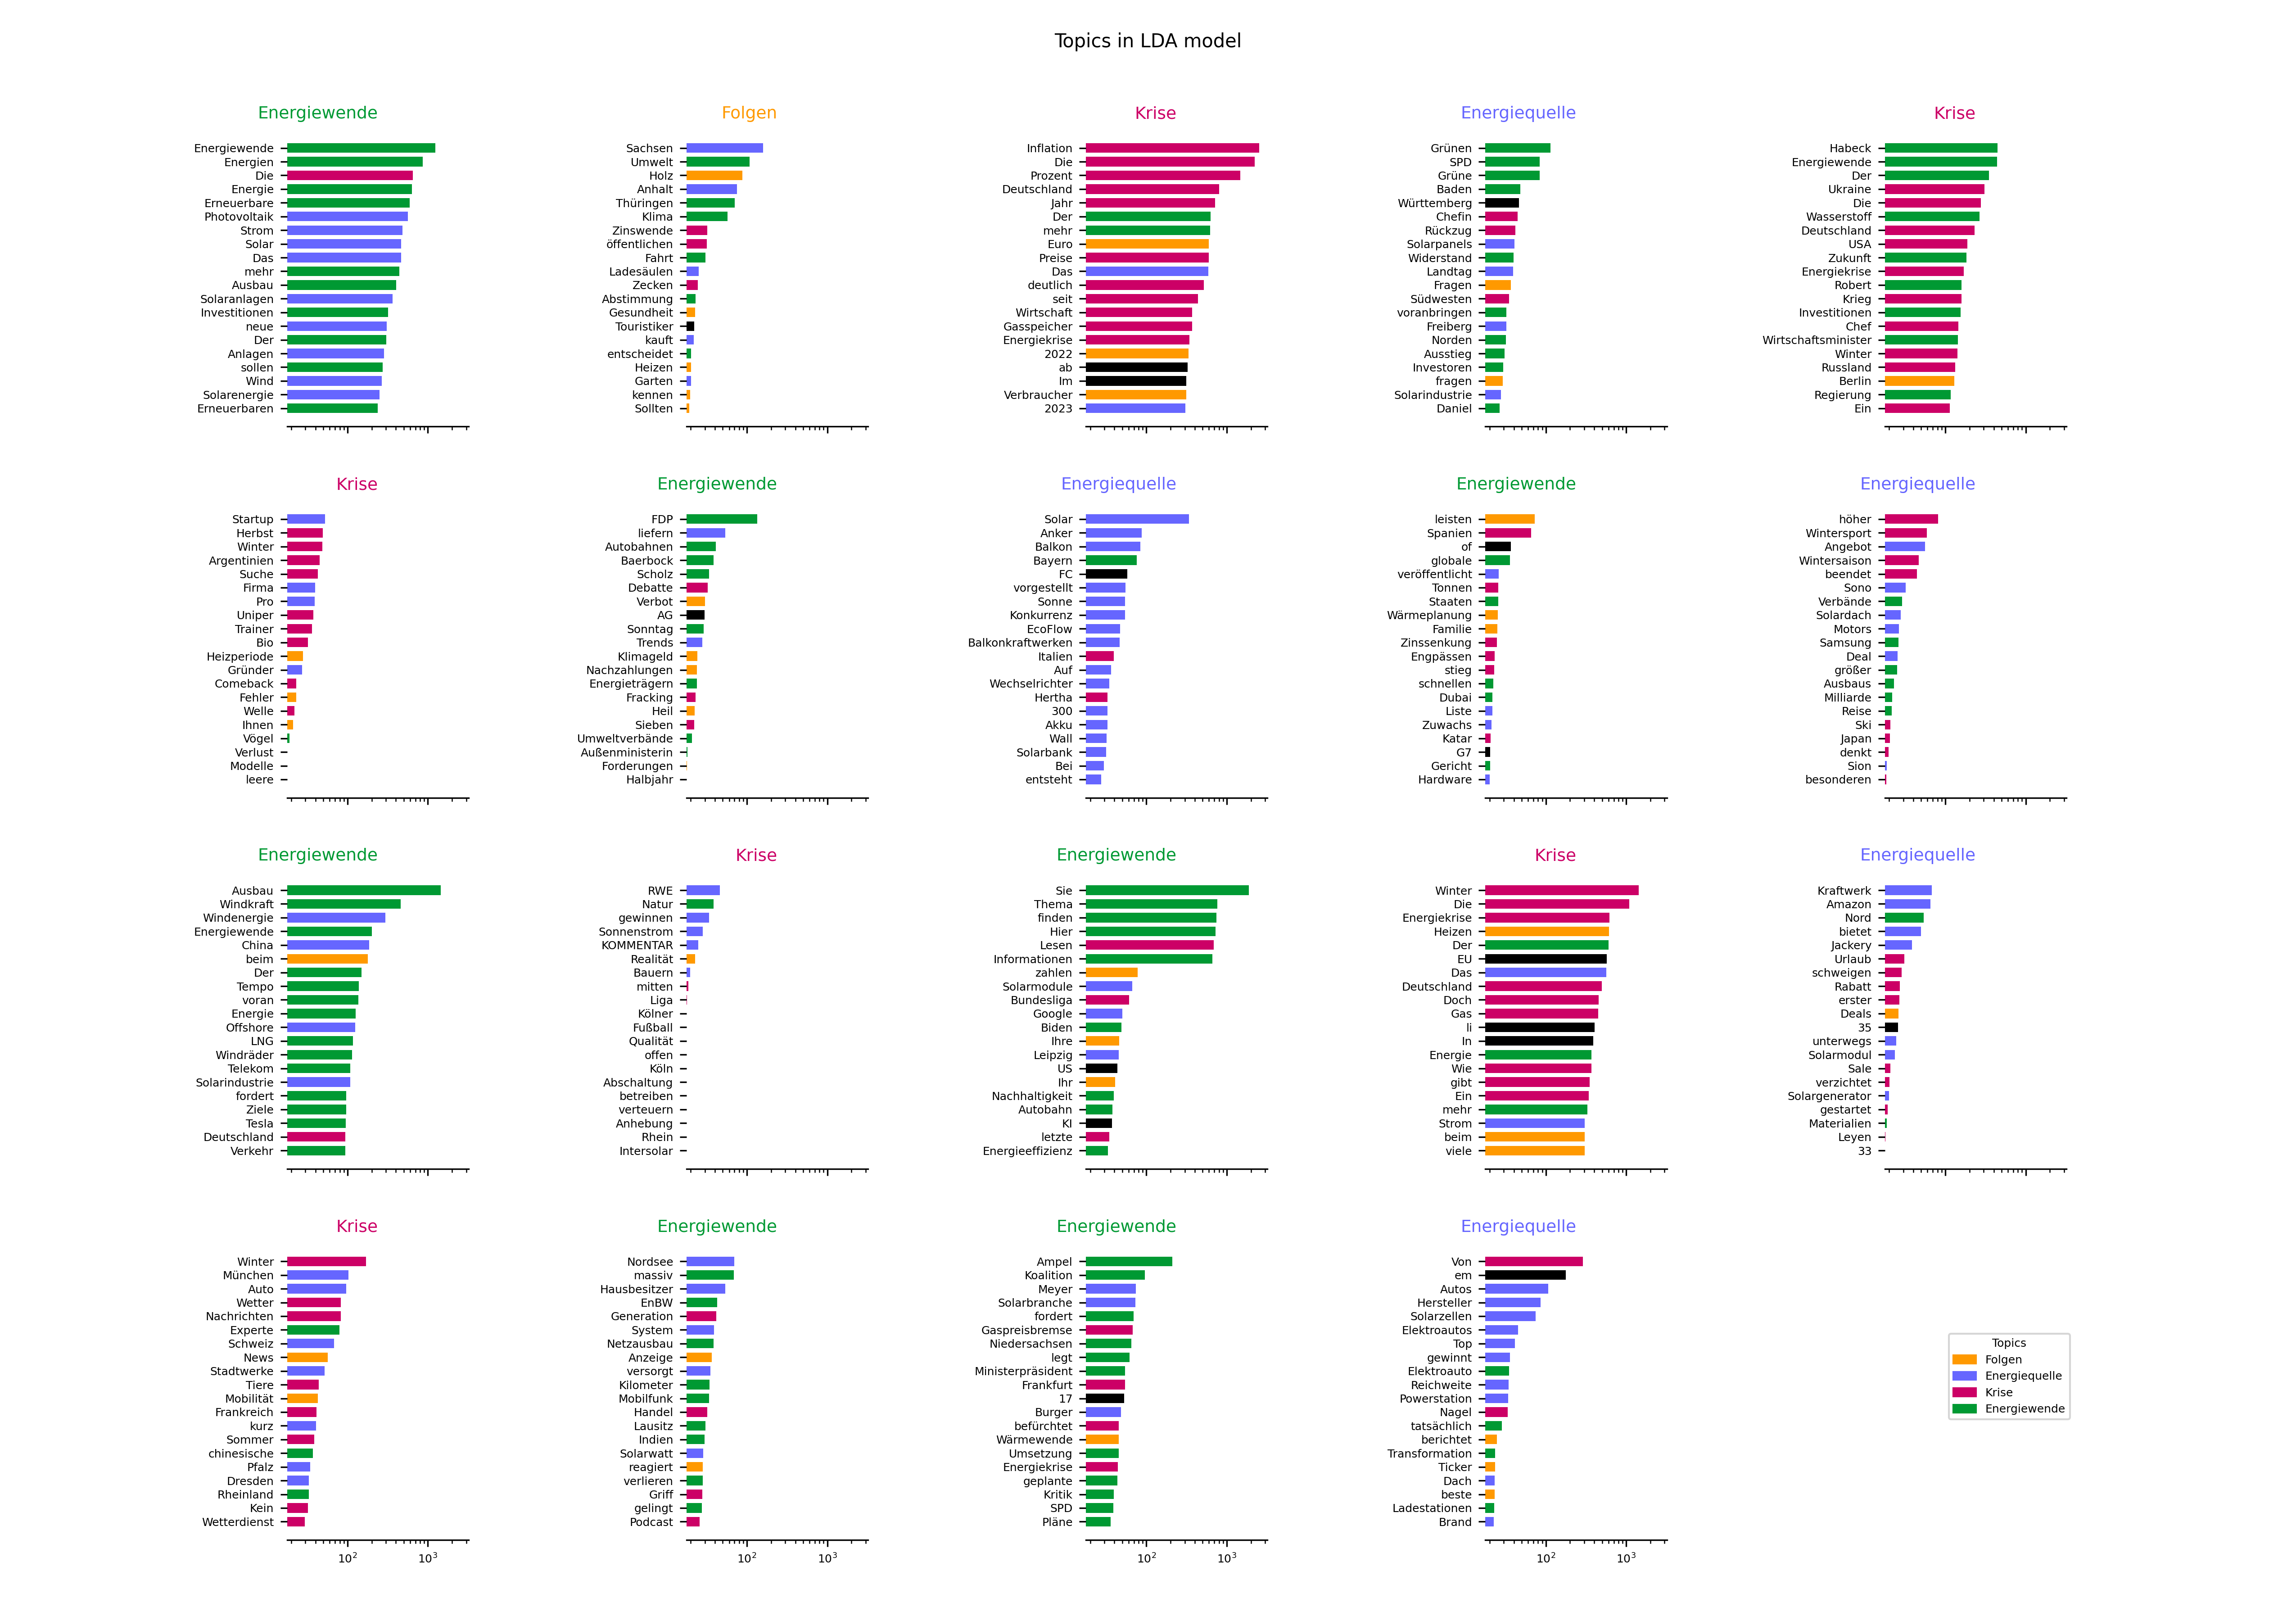 Topics in LDA model
Energiewende
Energiewende
Energien
Die
Energie
Erneuerbare
Photovoltaik
Strom
Solar
Das
mehr
Ausbau
Solaranlagen
Investitionen
neue
Der
Anlagen
sollen
Wind
Solarenergie
Erneuerbaren
Folgen
Sachsen
Umwelt
Holz
Anhalt
Thüringen
Klima
Zinswende
öffentlichen
Fahrt
Ladesäulen
Zecken
Abstimmung
Gesundheit
Touristiker
kauft
entscheidet
Heizen
Garten
kennen
Sollten
Krise
Inflation
Die
Prozent
Deutschland
Jahr
Der
mehr
Euro
Preise
Das
deutlich
seit
Wirtschaft
Gasspeicher
Energiekrise
2022
ab
Im
Verbraucher
2023
Energiequelle
Grünen
SPD
Grüne
Baden
Württemberg
Chefin
Rückzug
Solarpanels
Widerstand
Landtag
Fragen
Südwesten
voranbringen
Freiberg
Norden
Ausstieg
Investoren
fragen
Solarindustrie
Daniel
Krise
Habeck
Energiewende
Der
Ukraine
Die
Wasserstoff
Deutschland
USA
Zukunft
Energiekrise
Robert
Krieg
Investitionen
Chef
Wirtschaftsminister
Winter
Russland
Berlin
Regierung
Ein
Krise
Startup
Herbst
Winter
Argentinien
Suche
Firma
Pro
Uniper
Trainer
Bio
Heizperiode
Gründer
Comeback
Fehler
Welle
Ihnen
Vögel
Verlust
Modelle
leere
Energiewende
FDP
liefern
Autobahnen
Baerbock
Scholz
Debatte
Verbot
AG
Sonntag
Trends
Klimageld
Nachzahlungen
Energieträgern
Fracking
Heil
Sieben
Umweltverbände
Außenministerin
Forderungen
Halbjahr
Energiequelle
Solar
Anker
Balkon
Bayern
FC
vorgestellt
Sonne
Konkurrenz
EcoFlow
Balkonkraftwerken
Italien
Auf
Wechselrichter
Hertha
300
Akku
Wall
Solarbank
Bei
entsteht
Energiewende
leisten
Spanien
of
globale
veröffentlicht
Tonnen
Staaten
Wärmeplanung
Familie
Zinssenkung
Engpässen
stieg
schnellen
Dubai
Liste
Zuwachs
Katar
G7
Gericht
Hardware
Energiequelle
höher
Wintersport
Angebot
Wintersaison
beendet
Sono
Verbände
Solardach
Motors
Samsung
Deal
größer
Ausbaus
Milliarde
Reise
Ski
Japan
denkt
Sion
besonderen
Energiewende
Ausbau
Windkraft
Windenergie
Energiewende
China
beim
Der
Tempo
voran
Energie
Offshore
LNG
Windräder
Telekom
Solarindustrie
fordert
Ziele
Tesla
Deutschland
Verkehr
Krise
RWE
Natur
gewinnen
Sonnenstrom
KOMMENTAR
Realität
Bauern
mitten
Liga
Kölner
Fußball
Qualität
offen
Köln
Abschaltung
betreiben
verteuern
Anhebung
Rhein
Intersolar
Energiewende
Sie
Thema
finden
Hier
Lesen
Informationen
zahlen
Solarmodule
Bundesliga
Google
Biden
Ihre
Leipzig
US
Ihr
Nachhaltigkeit
Autobahn
KI
letzte
Energieeffizienz
Krise
Winter
Die
Energiekrise
Heizen
Der
EU
Das
Deutschland
Doch
Gas
li
In
Energie
Wie
gibt
Ein
mehr
Strom
beim
viele
Energiequelle
Kraftwerk
Amazon
Nord
bietet
Jackery
Urlaub
schweigen
Rabatt
erster
Deals
35
unterwegs
Solarmodul
Sale
verzichtet
Solargenerator
gestartet
Materialien
Leyen
33
Krise
Winter
München
Auto
Wetter
Nachrichten
Experte
Schweiz
News
Stadtwerke
Tiere
Mobilität
Frankreich
kurz
Sommer
chinesische
Pfalz
Dresden
Rheinland
Kein
Wetterdienst
10² 10³
Energiewende
Nordsee
massiv
Hausbesitzer
EnBW
Generation
System
Netzausbau
Anzeige
versorgt
Kilometer
Mobilfunk
Handel
Lausitz
Indien
Solarwatt
reagiert
verlieren
Griff
gelingt
Podcast
10² 10³
Energiewende
Ampel
Koalition
Meyer
Solarbranche
fordert
Gaspreisbremse
Niedersachsen
legt
Ministerpräsident
Frankfurt
17
Burger
befürchtet
Wärmewende
Umsetzung
Energiekrise
geplante
Kritik
SPD
Pläne
10² 10³
Energiequelle
Von
em
Autos
Hersteller
Solarzellen
Elektroautos
Top
gewinnt
Elektroauto
Reichweite
Powerstation
Nagel
tatsächlich
berichtet
Transformation
Ticker
Dach
beste
Ladestationen
Brand
10² 10³
Topics
Folgen
Energiequelle
Krise
Energiewende